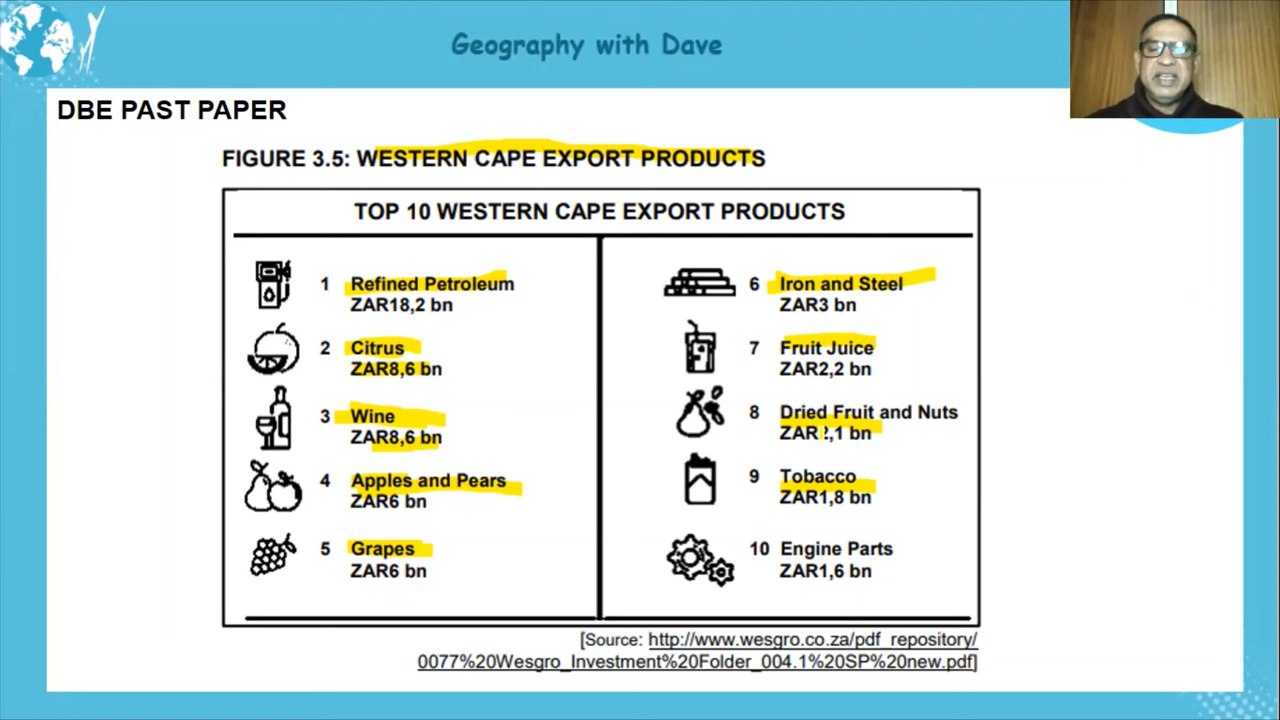 Geography with Dave
DBE PAST PAPER
FIGURE 3.5: WESTERN CAPE EXPORT PRODUCTS
TOP 10 WESTERN CAPE EXPORT PRODUCTS
1 Refined Petroleum
ZAR18,2 bn
2 Citrus
ZAR8,6 bn
3 Wine
ZAR8,6 bn
4 Apples and Pears
ZAR6 bn
5 Grapes
ZAR6 bn
6 Iron and Steel
ZAR3 bn
7 Fruit Juice
ZAR2,2 bn
8 Dried Fruit and Nuts
ZAR2,1 bn
9 Tobacco
ZAR1,8 bn
10 Engine Parts
ZAR1,6 bn
[Source: http://www.wesgro.co.za/pdf_repository/
0077%20Wesgro_Investment%20Folder_004.1%20SP%20new.pdf]